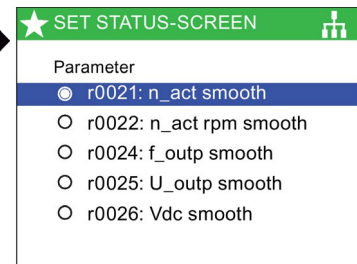 SET STATUS-SCREEN
Parameter
r0021: n_act smooth
r0022: n_act rpm smooth
r0024: f_outp smooth
r0025: U_outp smooth
r0026: Vdc smooth